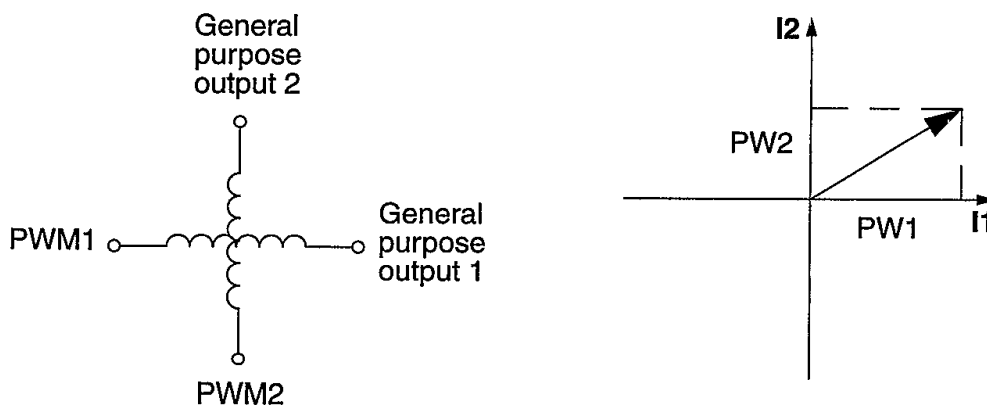 General
purpose
output 2
PWM1
General
purpose
output 1
PWM2
I2
PW2
PW1
I1